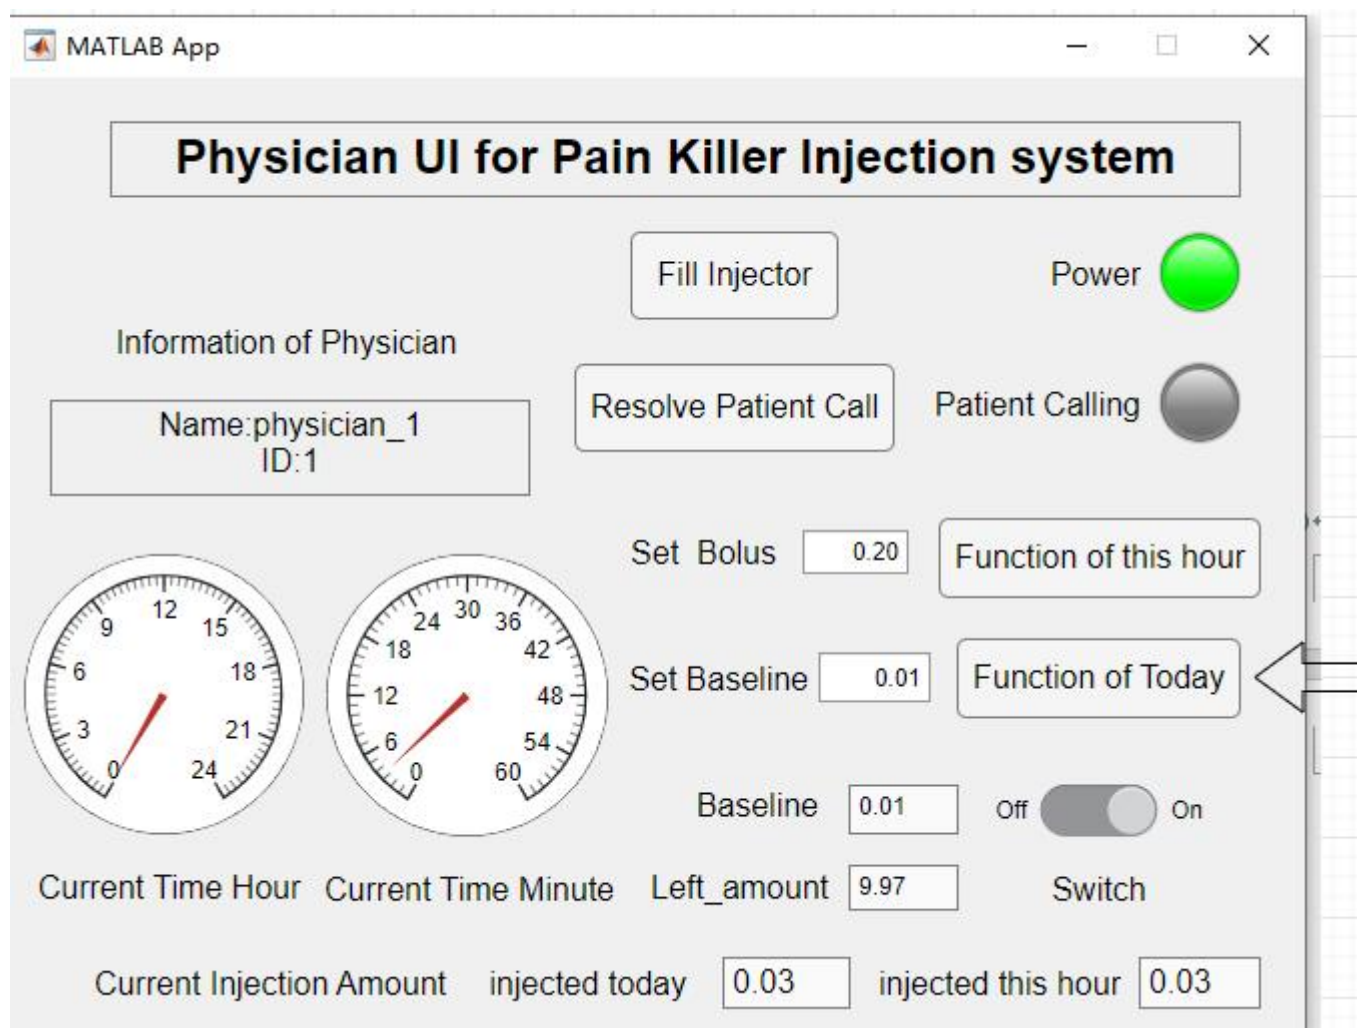 MATLAB App
Physician UI for Pain Killer Injection system
Fill Injector
Power
Information of Physician
Resolve Patient Call
Patient Calling
Name:physician_1
ID:1
Set Bolus
0.20
Function of this hour
0
3
6
9
12
15
18
21
24
0
6
12
18
24
30
36
42
48
54
60
Set Baseline
0.01
Function of Today
Baseline
0.01
Off
On
Current Time Hour
Current Time Minute
Left_amount
9.97
Switch
Current Injection Amount
injected today
0.03
injected this hour
0.03